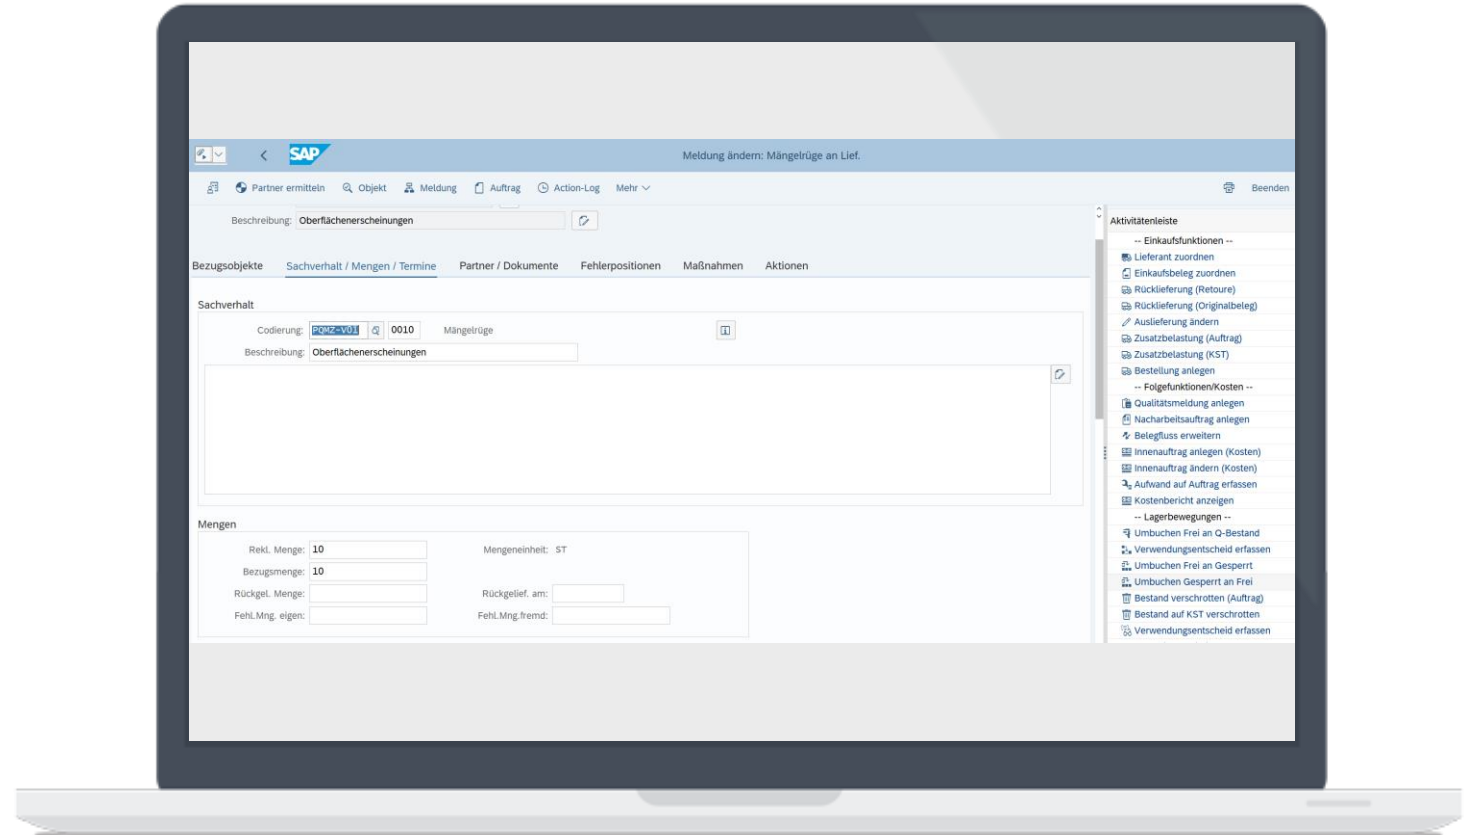 SAP
Meldung ändern: Mängelrüge an Lief.
Partner ermitteln Objekt Meldung Auftrag Action-Log Mehr Beenden
Beschreibung: Oberflächenerscheinungen
Bezugsobjekte Sachverhalt / Mengen / Termine Partner / Dokumente Fehlerpositionen Maßnahmen Aktionen
Sachverhalt
Codierung: PQMZ-V01 0010 Mängelrüge
Beschreibung: Oberflächenerscheinungen
Mengen
Rekl. Menge: 10 Mengeneinheit: ST
Bezugsmenge: 10
Rückgel. Menge: Rückgelief. am:
Fehl.Mng. eigen: Fehl.Mng.fremd:
Aktivitätenleiste
-- Einkaufsfunktionen --
Lieferant zuordnen
Einkaufsbeleg zuordnen
Rücklieferung (Retoure)
Rücklieferung (Originalbeleg)
Auslieferung ändern
Zusatzbelastung (Auftrag)
Zusatzbelastung (KST)
Bestellung anlegen
-- Folgefunktionen/Kosten --
Qualitätsmeldung anlegen
Nacharbeitsauftrag anlegen
Belegfluss erweitern
Innenauftrag anlegen (Kosten)
Innenauftrag ändern (Kosten)
Aufwand auf Auftrag erfassen
Kostenbericht anzeigen
-- Lagerbewegungen --
Umbuchen Frei an Q-Bestand
Verwendungsentscheid erfassen
Umbuchen Frei an Gesperrt
Umbuchen Gesperrt an Frei
Bestand verschrotten (Auftrag)
Bestand auf KST verschrotten
Verwendungsentscheid erfassen